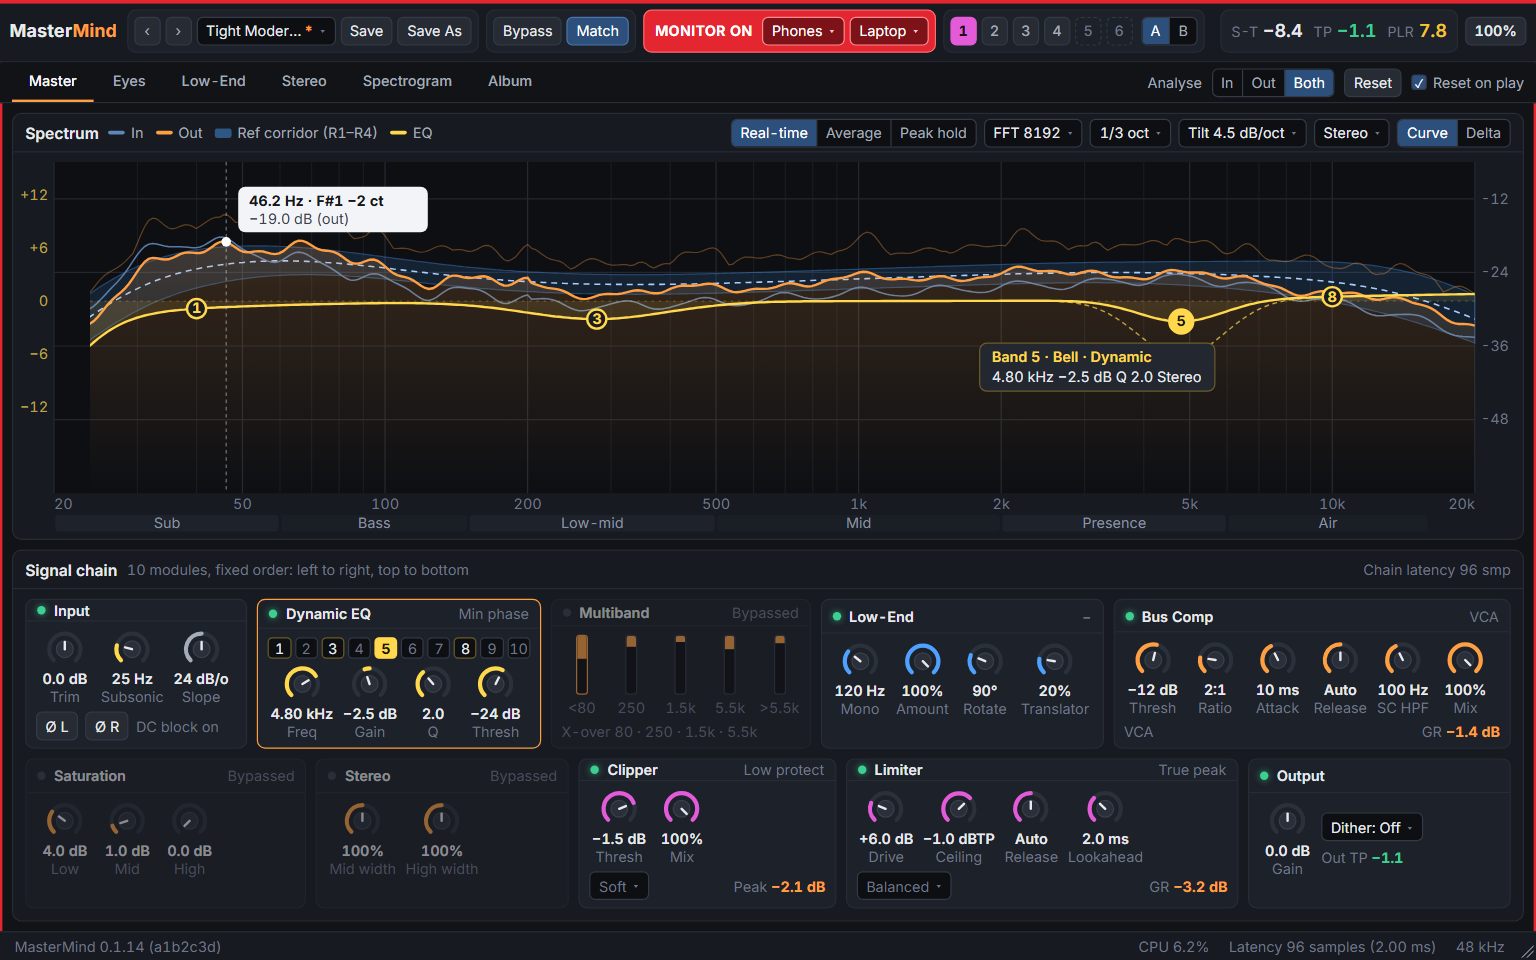 MasterMind ‹ › Tight Moder... * Save Save As Bypass Match MONITOR ON Phones Laptop 1 2 3 4 5 6 A B S-T −8.4 TP −1.1 PLR 7.8 100%
Master Eyes Low-End Stereo Spectrogram Album Analyse In Out Both Reset ✓ Reset on play
Spectrum In Out Ref corridor (R1–R4) EQ Real-time Average Peak hold FFT 8192 1/3 oct Tilt 4.5 dB/oct Stereo Curve Delta
+12 −12
46.2 Hz · F#1 −2 ct
−19.0 dB (out)
+6
−24
0
1 3 5 8
−6 −36
Band 5 · Bell · Dynamic
4.80 kHz −2.5 dB Q 2.0 Stereo
−12
−48
20 50 100 200 500 1k 2k 5k 10k 20k
Sub Bass Low-mid Mid Presence Air
Signal chain 10 modules, fixed order: left to right, top to bottom Chain latency 96 smp
Input
0.0 dB 25 Hz 24 dB/o
Trim Subsonic Slope
Ø L Ø R DC block on
Dynamic EQ Min phase
1 2 3 4 5 6 7 8 9 10
4.80 kHz −2.5 dB 2.0 −24 dB
Freq Gain Q Thresh
Multiband Bypassed
<80 250 1.5k 5.5k >5.5k
X-over 80 · 250 · 1.5k · 5.5k
Low-End –
120 Hz 100% 90° 20%
Mono Amount Rotate Translator
Bus Comp VCA
−12 dB 2:1 10 ms Auto 100 Hz 100%
Thresh Ratio Attack Release SC HPF Mix
VCA GR −1.4 dB
Saturation Bypassed
4.0 dB 1.0 dB 0.0 dB
Low Mid High
Stereo Bypassed
100% 100%
Mid width High width
Clipper Low protect
−1.5 dB 100%
Thresh Mix
Soft Peak −2.1 dB
Limiter True peak
+6.0 dB −1.0 dBTP Auto 2.0 ms
Drive Ceiling Release Lookahead
Balanced GR −3.2 dB
Output
Dither: Off
0.0 dB Out TP −1.1
Gain
MasterMind 0.1.14 (a1b2c3d) CPU 6.2% Latency 96 samples (2.00 ms) 48 kHz